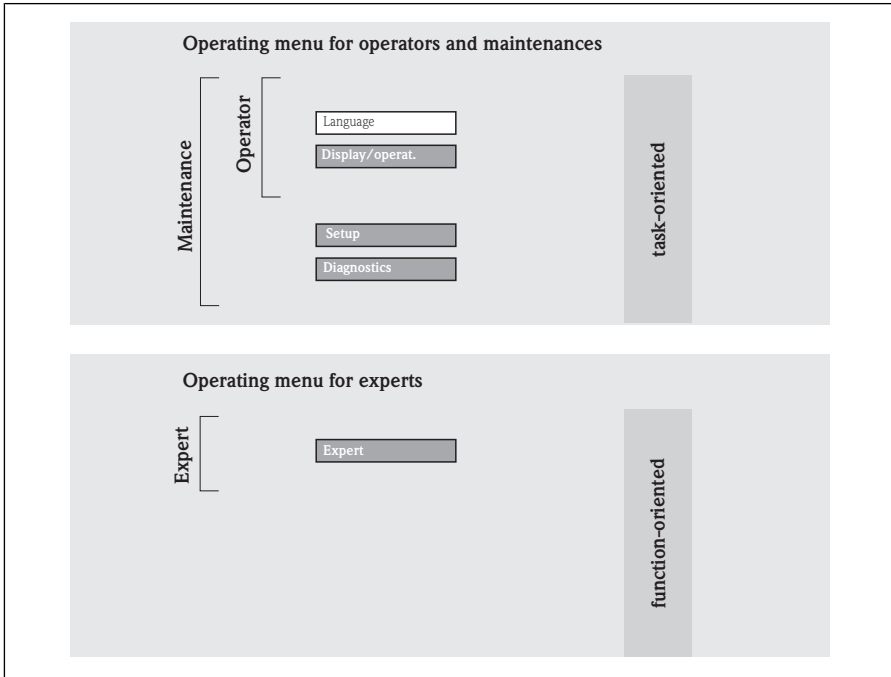 Operating menu for operators and maintenances
Maintenance
Operator
Language
Display/operat.
Setup
Diagnostics
task-oriented
Operating menu for experts
Expert
Expert
function-oriented